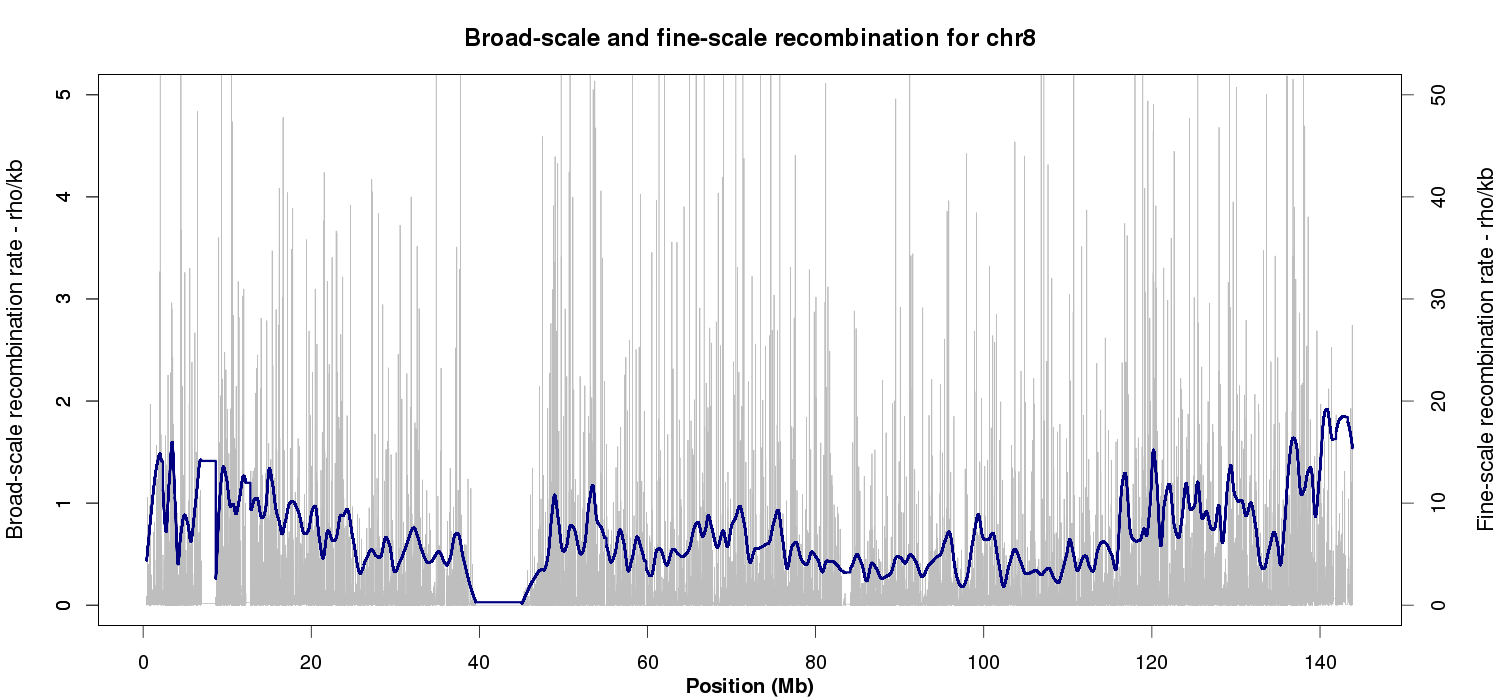 Broad-scale and fine-scale recombination for chr8
Broad-scale recombination rate - rho/kb
5
4
3
2
1
0
50
40
30
20
10
0
Fine-scale recombination rate - rho/kb
0 20 40 60 80 100 120 140
Position (Mb)